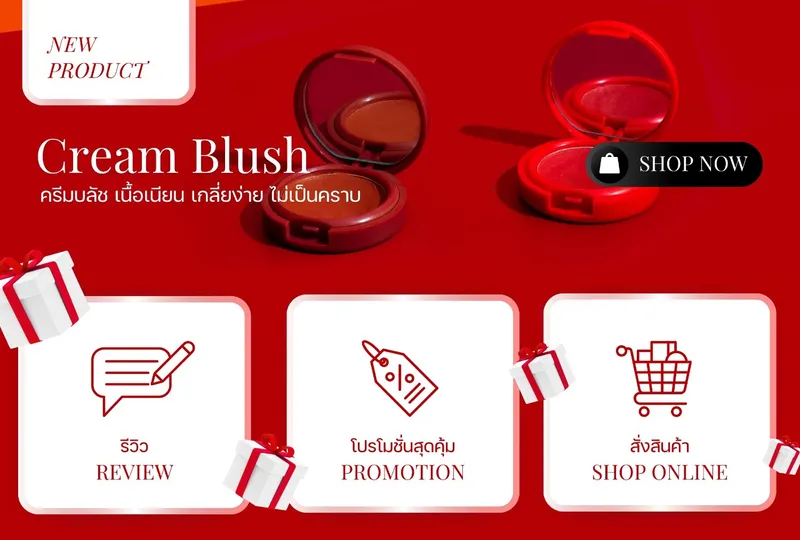 NEW
PRODUCT
Cream Blush
ครีมบลัช เนื้อเนียน เกลี่ยง่าย ไม่เป็นคราบ
SHOP NOW
รีวิว
REVIEW
โปรโมชั่นสุดคุ้ม
PROMOTION
สั่งสินค้า
SHOP ONLINE